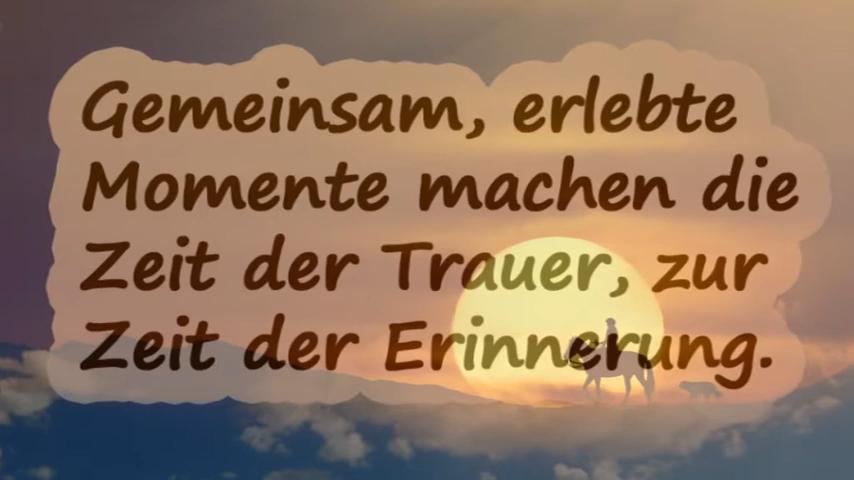 Gemeinsam, erlebte
Momente machen die
Zeit der Trauer, zur
Zeit der Erinnerung.